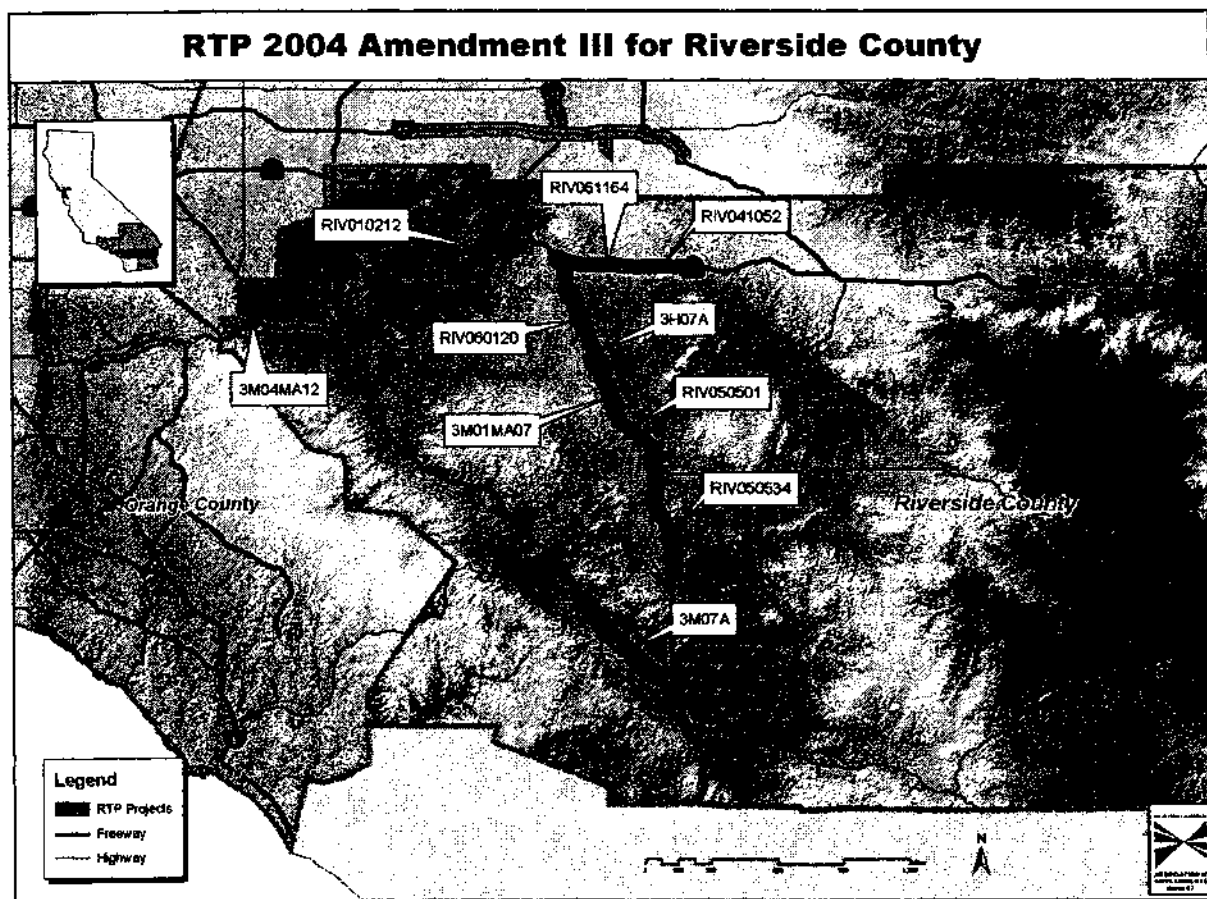 RTP 2004 Amendment III for Riverside County
RIV061164
RIV041052
RIV010212
3H07A
RIV060120
3M04MA12
RIV050501
3M01MA07
RIV050534
Orange County
Riverside County
3M07A
Legend
RTP Projects
Freeway
Highway
N